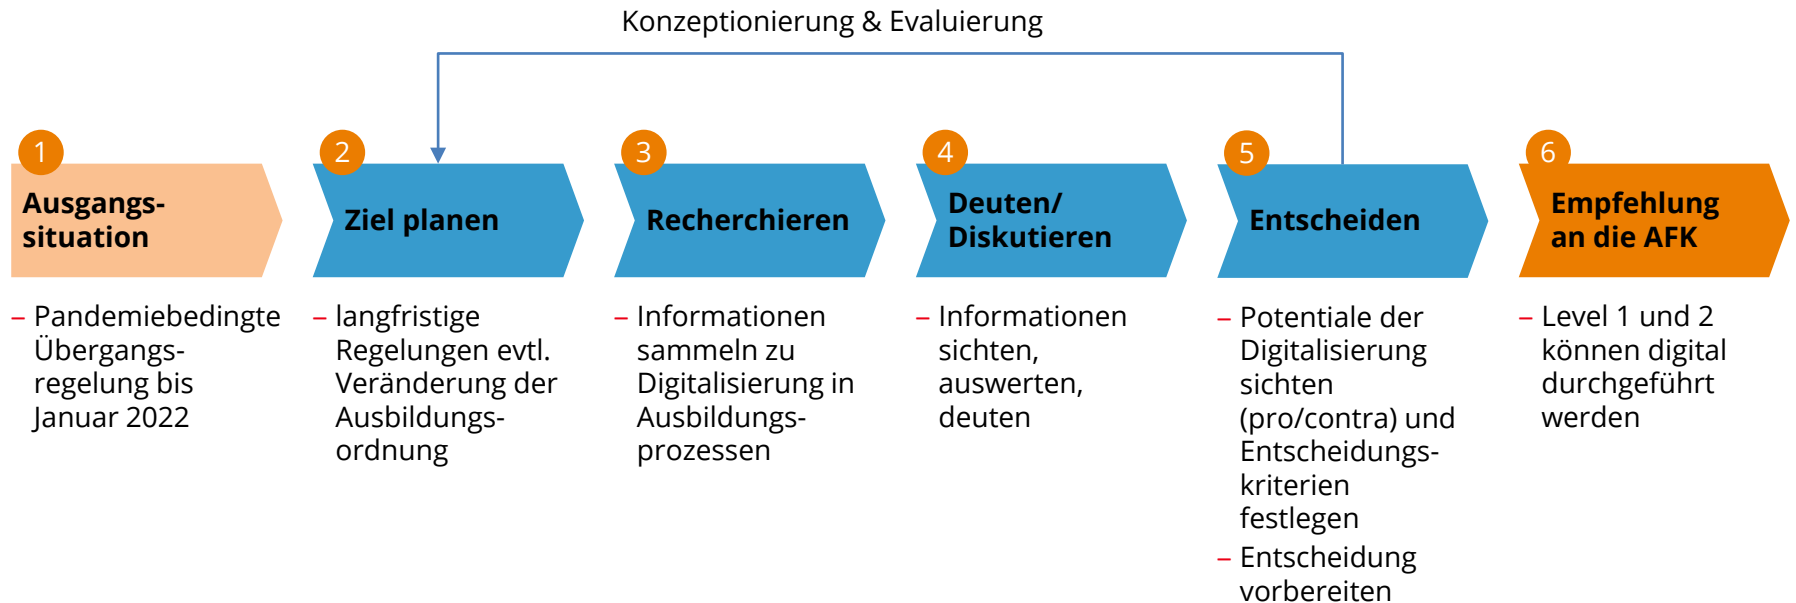 Konzeptionierung & Evaluierung
1
Ausgangs-
situation
– Pandemiebedingte
Übergangs-
regelung bis
Januar 2022
2
Ziel planen
– langfristige
Regelungen evtl.
Veränderung der
Ausbildungs-
ordnung
3
Recherchieren
– Informationen
sammeln zu
Digitalisierung in
Ausbildungs-
prozessen
4
Deuten/
Diskutieren
– Informationen
sichten,
auswerten,
deuten
5
Entscheiden
– Potentiale der
Digitalisierung
sichten
(pro/contra) und
Entscheidungs-
kriterien
festlegen
– Entscheidung
vorbereiten
6
Empfehlung
an die AFK
– Level 1 und 2
können digital
durchgeführt
werden